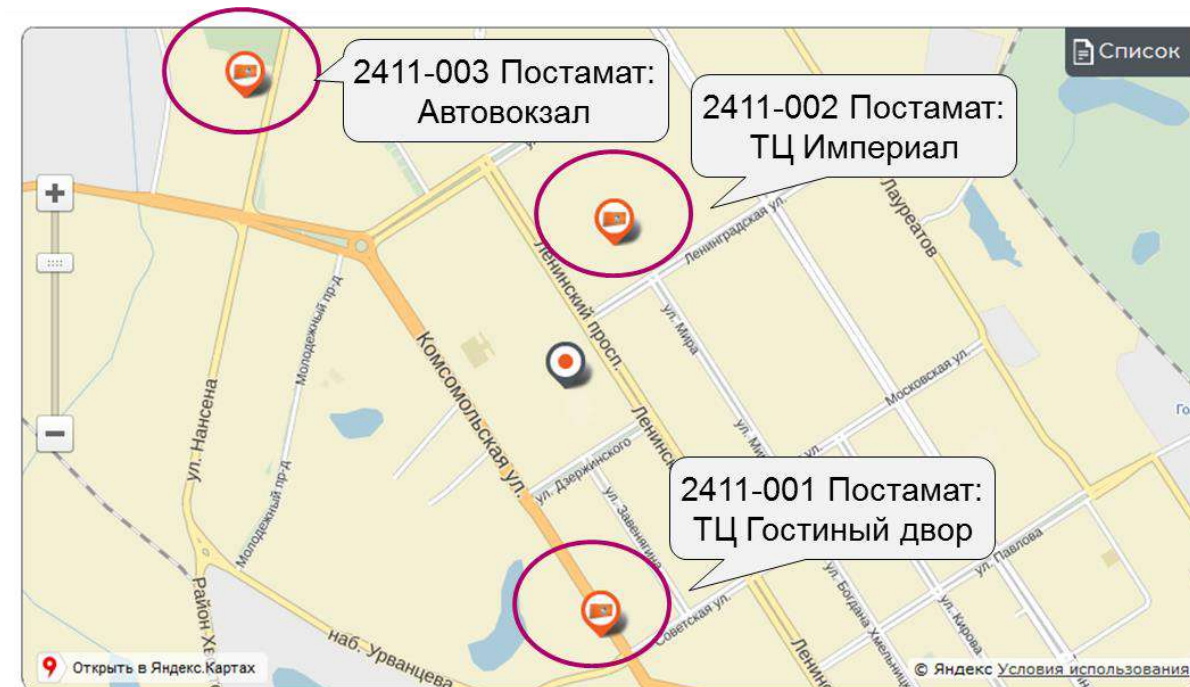 Список
2411-003 Постамат:
Автовокзал
2411-002 Постамат:
ТЦ Империал
Лауреатов
Ленинградская ул.
Ленинский просп.
Молодежный пр-д
ул. Мира
Комсомольская ул.
Московская ул.
ул. Нансена
ул. Дзержинского
Молодежный пр-д
ул. Завенягина
2411-001 Постамат:
ТЦ Гостиный двор
ул. Павлова
Советская ул.
Район
наб. Урванцева
ул. Кирова
ул. Богдана
Открыть в Яндекс.Картах
© Яндекс Условия использования